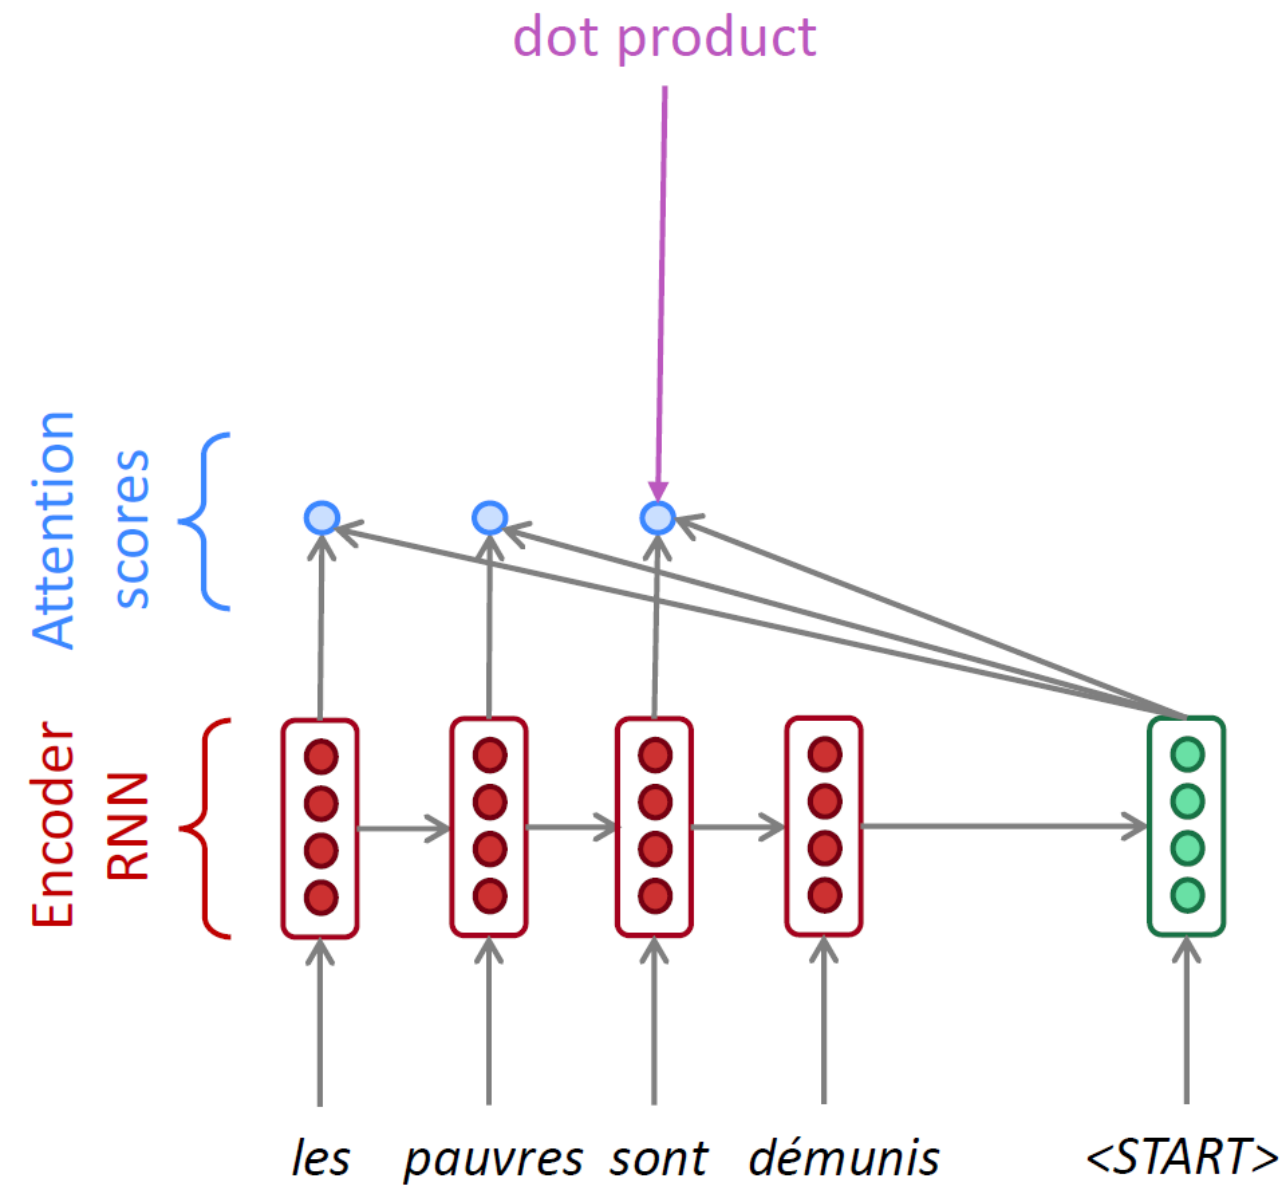 dot product
Attention
scores
Encoder
RNN
les pauvres sont démunis <START>